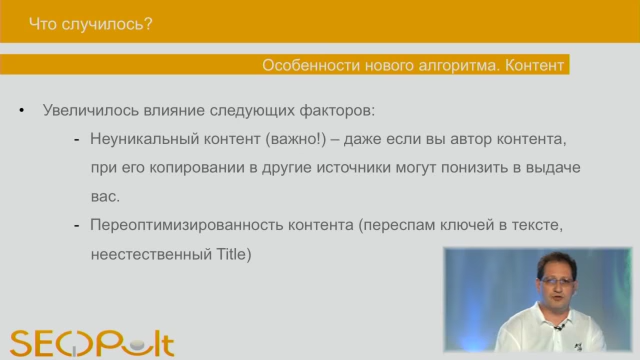 Что случилось?
Особенности нового алгоритма. Контент
• Увеличилось влияние следующих факторов:
- Неуникальный контент (важно!) – даже если вы автор контента,
при его копировании в другие источники могут понизить в выдаче
вас.
- Переоптимизированность контента (переспам ключей в тексте,
неестественный Title)
SEOPult